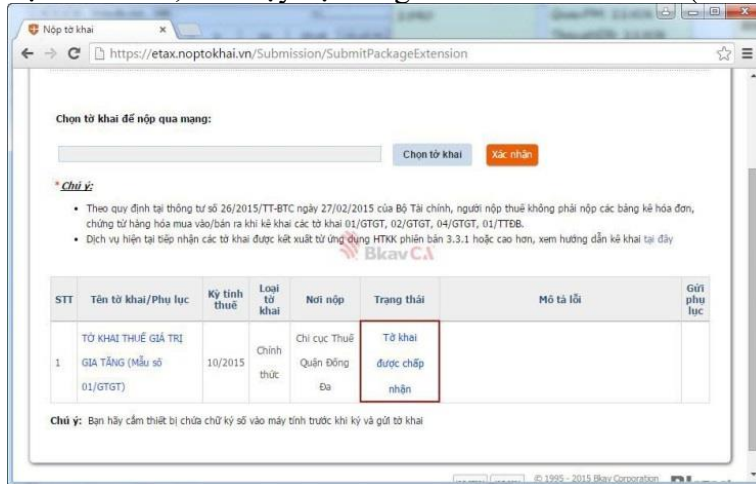 Nộp tờ khai
https://etax.noptokhai.vn/Submission/SubmitPackageExtension
Chọn tờ khai để nộp qua mạng:
Chọn tờ khai
Xác nhận
* Chú ý:
• Theo quy định tại thông tư số 26/2015/TT-BTC ngày 27/02/2015 của Bộ Tài chính, người nộp thuế không phải nộp các bảng kê hóa đơn,
chứng từ hàng hóa mua vào/bán ra khi kê khai các tờ khai 01/GTGT, 02/GTGT, 04/GTGT, 01/TTĐB.
• Dịch vụ hiện tại tiếp nhận các tờ khai được kết xuất từ ứng dụng HTKK phiên bản 3.3.1 hoặc cao hơn, xem hướng dẫn kê khai tại đây
BkavCA
STT
Tên tờ khai/Phụ lục
Kỳ tính
thuế
Loại
tờ
khai
Nơi nộp
Trạng thái
Mô tả lỗi
Gửi
phụ
lục
1
TỜ KHAI THUẾ GIÁ TRỊ
GIA TĂNG (Mẫu số
01/GTGT)
10/2015
Chính
thức
Chi cục Thuế
Quận Đống
Đa
Tờ khai
được chấp
nhận
Chú ý: Bạn hãy cắm thiết bị chứa chữ ký số vào máy tính trước khi ký và gửi tờ khai
© 1995 - 2015 Bkav Corporation